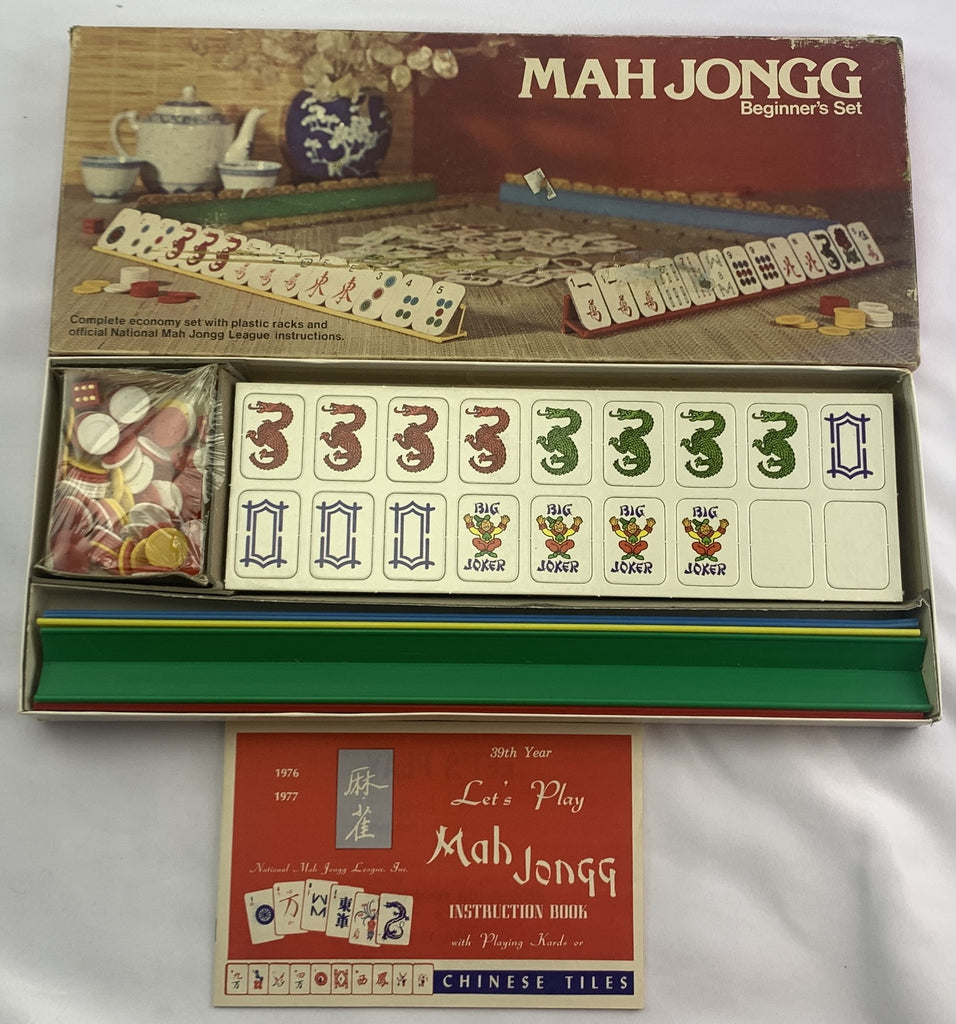 MAH JONGG
Beginner's Set
Complete economy set with plastic racks and
official National Mah Jongg League instructions.
BIG BIG BIG BIG
JOKER JOKER JOKER JOKER
39th Year
1976
1977
麻
雀
Let's Play
Mah
Jongg
National Mah Jongg League, Inc.
INSTRUCTION BOOK
with Playing Kards or
CHINESE TILES